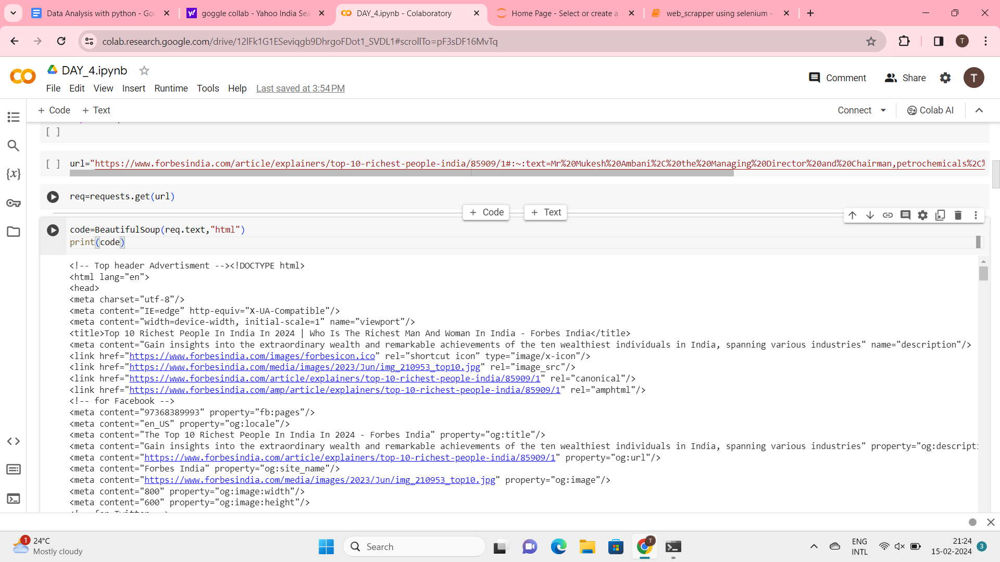 Data Analysis with python - Goo
goggle collab - Yahoo India Sea
DAY_4.ipynb - Colaboratory
Home Page - Select or create a
web_scrapper using selenium -
colab.research.google.com/drive/12lFk1G1ESeviqgb9DhrgoFDot1_SVDL1#scrollTo=pF3sDF16MvTq
T
DAY_4.ipynb
Comment
Share
T
File Edit View Insert Runtime Tools Help Last saved at 3:54 PM
+ Code + Text
Connect
Colab AI
[ ]
[ ] url="https://www.forbesindia.com/article/explainers/top-10-richest-people-india/85909/1#:~:text=Mr%20Mukesh%20Ambani%2C%20the%20Managing%20Director%20and%20Chairman,petrochemicals%2C%
req=requests.get(url)
+ Code + Text
code=BeautifulSoup(req.text,"html")
print(code)
<!-- Top header Advertisment --><!DOCTYPE html>
<html lang="en">
<head>
<meta charset="utf-8"/>
<meta content="IE=edge" http-equiv="X-UA-Compatible"/>
<meta content="width=device-width, initial-scale=1" name="viewport"/>
<title>Top 10 Richest People In India In 2024 | Who Is The Richest Man And Woman In India - Forbes India</title>
<meta content="Gain insights into the extraordinary wealth and remarkable achievements of the ten wealthiest individuals in India, spanning various industries" name="description"/>
<link href="https://www.forbesindia.com/images/forbesicon.ico" rel="shortcut icon" type="image/x-icon"/>
<link href="https://www.forbesindia.com/media/images/2023/Jun/img_210953_top10.jpg" rel="image_src"/>
<link href="https://www.forbesindia.com/article/explainers/top-10-richest-people-india/85909/1" rel="canonical"/>
<link href="https://www.forbesindia.com/amp/article/explainers/top-10-richest-people-india/85909/1" rel="amphtml"/>
<!-- for Facebook -->
<meta content="97368389993" property="fb:pages"/>
<meta content="en_US" property="og:locale"/>
<meta content="The Top 10 Richest People In India In 2024 - Forbes India" property="og:title"/>
<meta content="Gain insights into the extraordinary wealth and remarkable achievements of the ten wealthiest individuals in India, spanning various industries" property="og:descripti
<meta content="https://www.forbesindia.com/article/explainers/top-10-richest-people-india/85909/1" property="og:url"/>
<meta content="Forbes India" property="og:site_name"/>
<meta content="https://www.forbesindia.com/media/images/2023/Jun/img_210953_top10.jpg" property="og:image"/>
<meta content="800" property="og:image:width"/>
<meta content="600" property="og:image:height"/>
1
24°C
Mostly cloudy
Search
T
ENG
INTL
21:24
15-02-2024
3